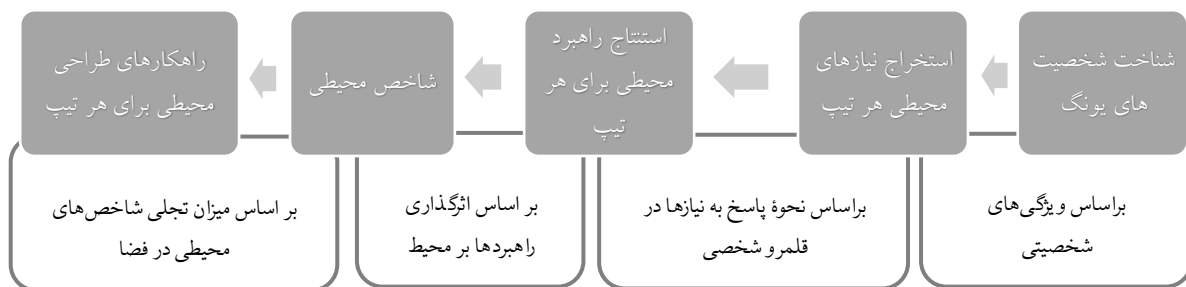 شناخت شخصیت
های یونگ
استخراج نیازهای
محیطی هر تیپ
استنتاج راهبرد
محیطی برای هر
تیپ
شاخص محیطی
راهکارهای طراحی
محیطی برای هر تیپ
براساس ویژگی‌های
شخصیتی
براساس نحوۀ پاسخ به نیازها در
قلمرو شخصی
بر اساس اثرگذاری
راهبردها بر محیط
بر اساس میزان تجلی شاخص‌های
محیطی در فضا